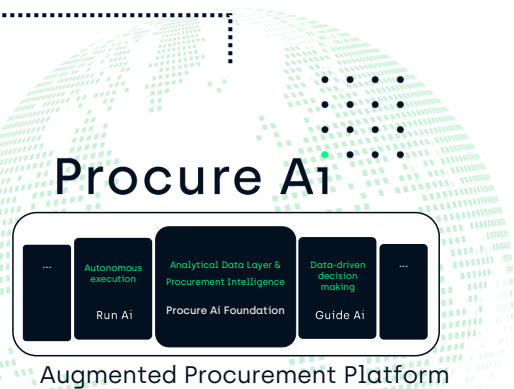 Procure Ai
...
Autonomous
execution
Run Ai
Analytical Data Layer &
Procurement Intelligence
Procure Ai Foundation
Data-driven
decision
making
Guide Ai
...
Augmented Procurement Platform